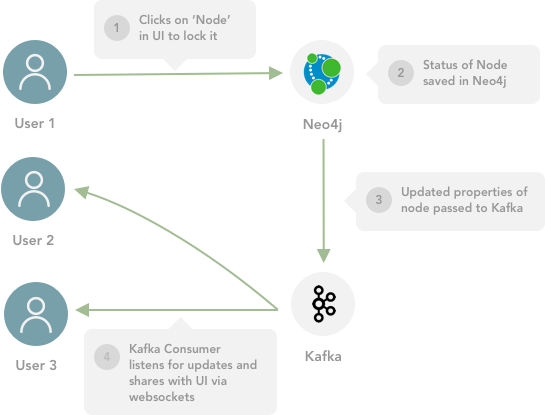 1
Clicks on ‘Node’
in UI to lock it
2
Status of Node
saved in Neo4j
User 1
Neo4j
3
Updated properties of
node passed to Kafka
User 2
User 3
Kafka
4
Kafka Consumer
listens for updates and
shares with UI via
websockets